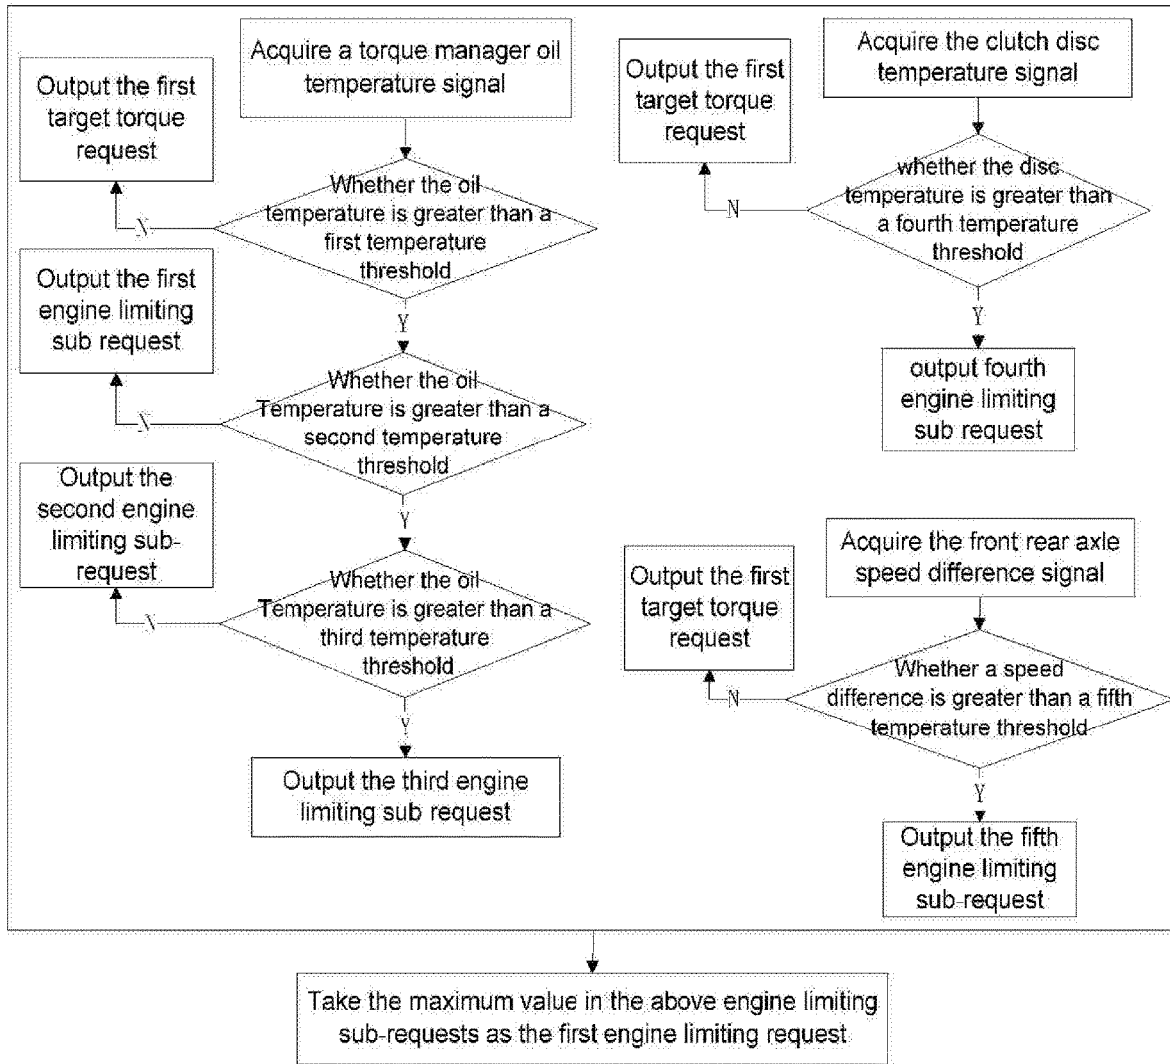 Acquire a torque manager oil
temperature signal
Output the first
target torque
request
Whether the oil
temperature is greater than a
first temperature
threshold
N
Output the first
engine limiting
sub request
Y
Whether the oil
Temperature is greater than a
second temperature
threshold
N
Output the
second engine
limiting sub-
request
Y
Whether the oil
Temperature is greater than a
third temperature
threshold
N
Y
Output the third engine
limiting sub request
Acquire the clutch disc
temperature signal
Output the first
target torque
request
whether the disc
temperature is greater than
a fourth temperature
threshold
N
Y
output fourth
engine limiting
sub request
Acquire the front rear axle
speed difference signal
Output the first
target torque
request
Whether a speed
difference is greater than a fifth
temperature threshold
N
Y
Output the fifth
engine limiting
sub-request
Take the maximum value in the above engine limiting
sub-requests as the first engine limiting request